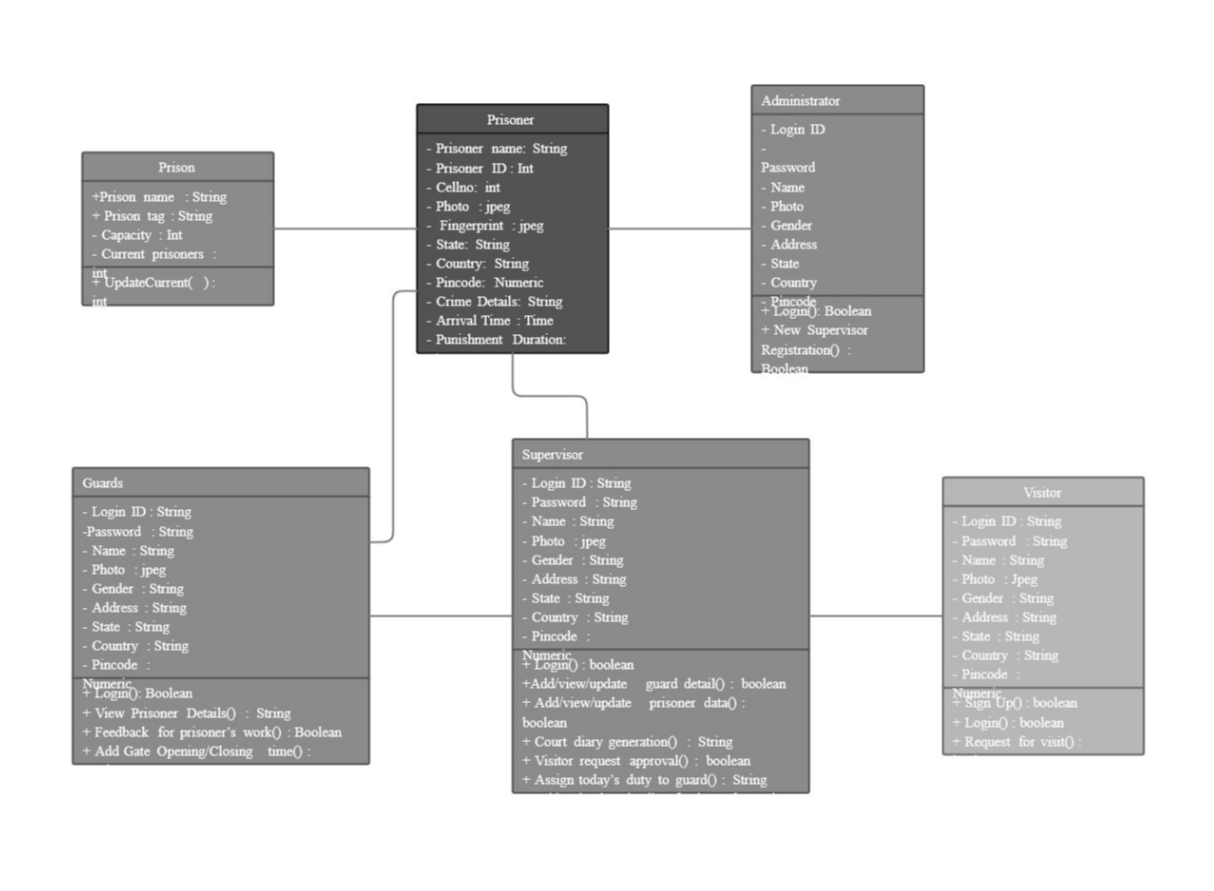 Prison
+Prison name : String
+ Prison tag : String
- Capacity : Int
- Current prisoners :
int
+ UpdateCurrent( ) :
int
Prisoner
- Prisoner name: String
- Prisoner ID : Int
- Cellno: int
- Photo : jpeg
- Fingerprint : jpeg
- State: String
- Country: String
- Pincode: Numeric
- Crime Details: String
- Arrival Time : Time
- Punishment Duration:
Administrator
- Login ID
-
Password
- Name
- Photo
- Gender
- Address
- State
- Country
- Pincode
+ Login(): Boolean
+ New Supervisor
Registration() :
Boolean
Guards
- Login ID : String
-Password : String
- Name : String
- Photo : jpeg
- Gender : String
- Address : String
- State : String
- Country : String
- Pincode :
Numeric
+ Login(): Boolean
+ View Prisoner Details() : String
+ Feedback for prisoner's work() : Boolean
+ Add Gate Opening/Closing time() :
Supervisor
- Login ID : String
- Password : String
- Name : String
- Photo : jpeg
- Gender : String
- Address : String
- State : String
- Country : String
- Pincode :
Numeric
+ Login() : boolean
+Add/view/update guard detail() : boolean
+ Add/view/update prisoner data() :
boolean
+ Court diary generation() : String
+ Visitor request approval() : boolean
+ Assign today's duty to guard() : String
Visitor
- Login ID : String
- Password : String
- Name : String
- Photo : Jpeg
- Gender : String
- Address : String
- State : String
- Country : String
- Pincode :
Numeric
+ Sign Up() : boolean
+ Login() : boolean
+ Request for visit() :